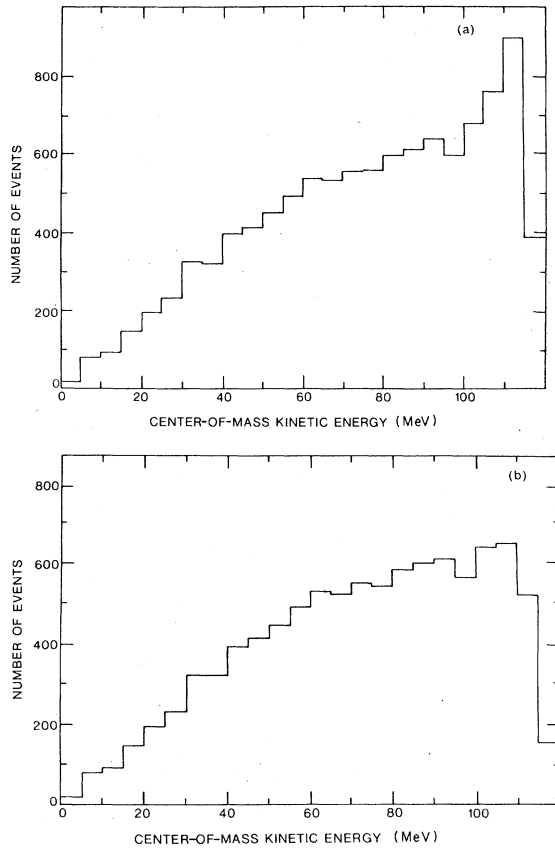 (a)
800
600
400
200
0
NUMBER OF EVENTS
0 20 40 60 80 100
CENTER-OF-MASS KINETIC ENERGY (MeV)
(b)
800
600
400
200
0
NUMBER OF EVENTS
0 20 40 60 80 100
CENTER-OF-MASS KINETIC ENERGY (MeV)